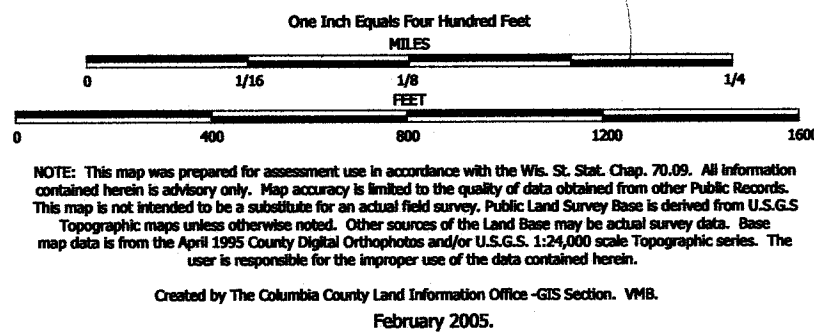 One Inch Equals Four Hundred Feet
MILES
0 1/16 1/8 1/4
FEET
0 400 800 1200 1600
NOTE: This map was prepared for assessment use in accordance with the Wis. St. Stat. Chap. 70.09. All information
contained herein is advisory only. Map accuracy is limited to the quality of data obtained from other Public Records.
This map is not intended to be a substitute for an actual field survey. Public Land Survey Base is derived from U.S.G.S
Topographic maps unless otherwise noted. Other sources of the Land Base may be actual survey data. Base
map data is from the April 1995 County Digital Orthophotos and/or U.S.G.S. 1:24,000 scale Topographic series. The
user is responsible for the improper use of the data contained herein.
Created by The Columbia County Land Information Office -GIS Section. VMB.
February 2005.